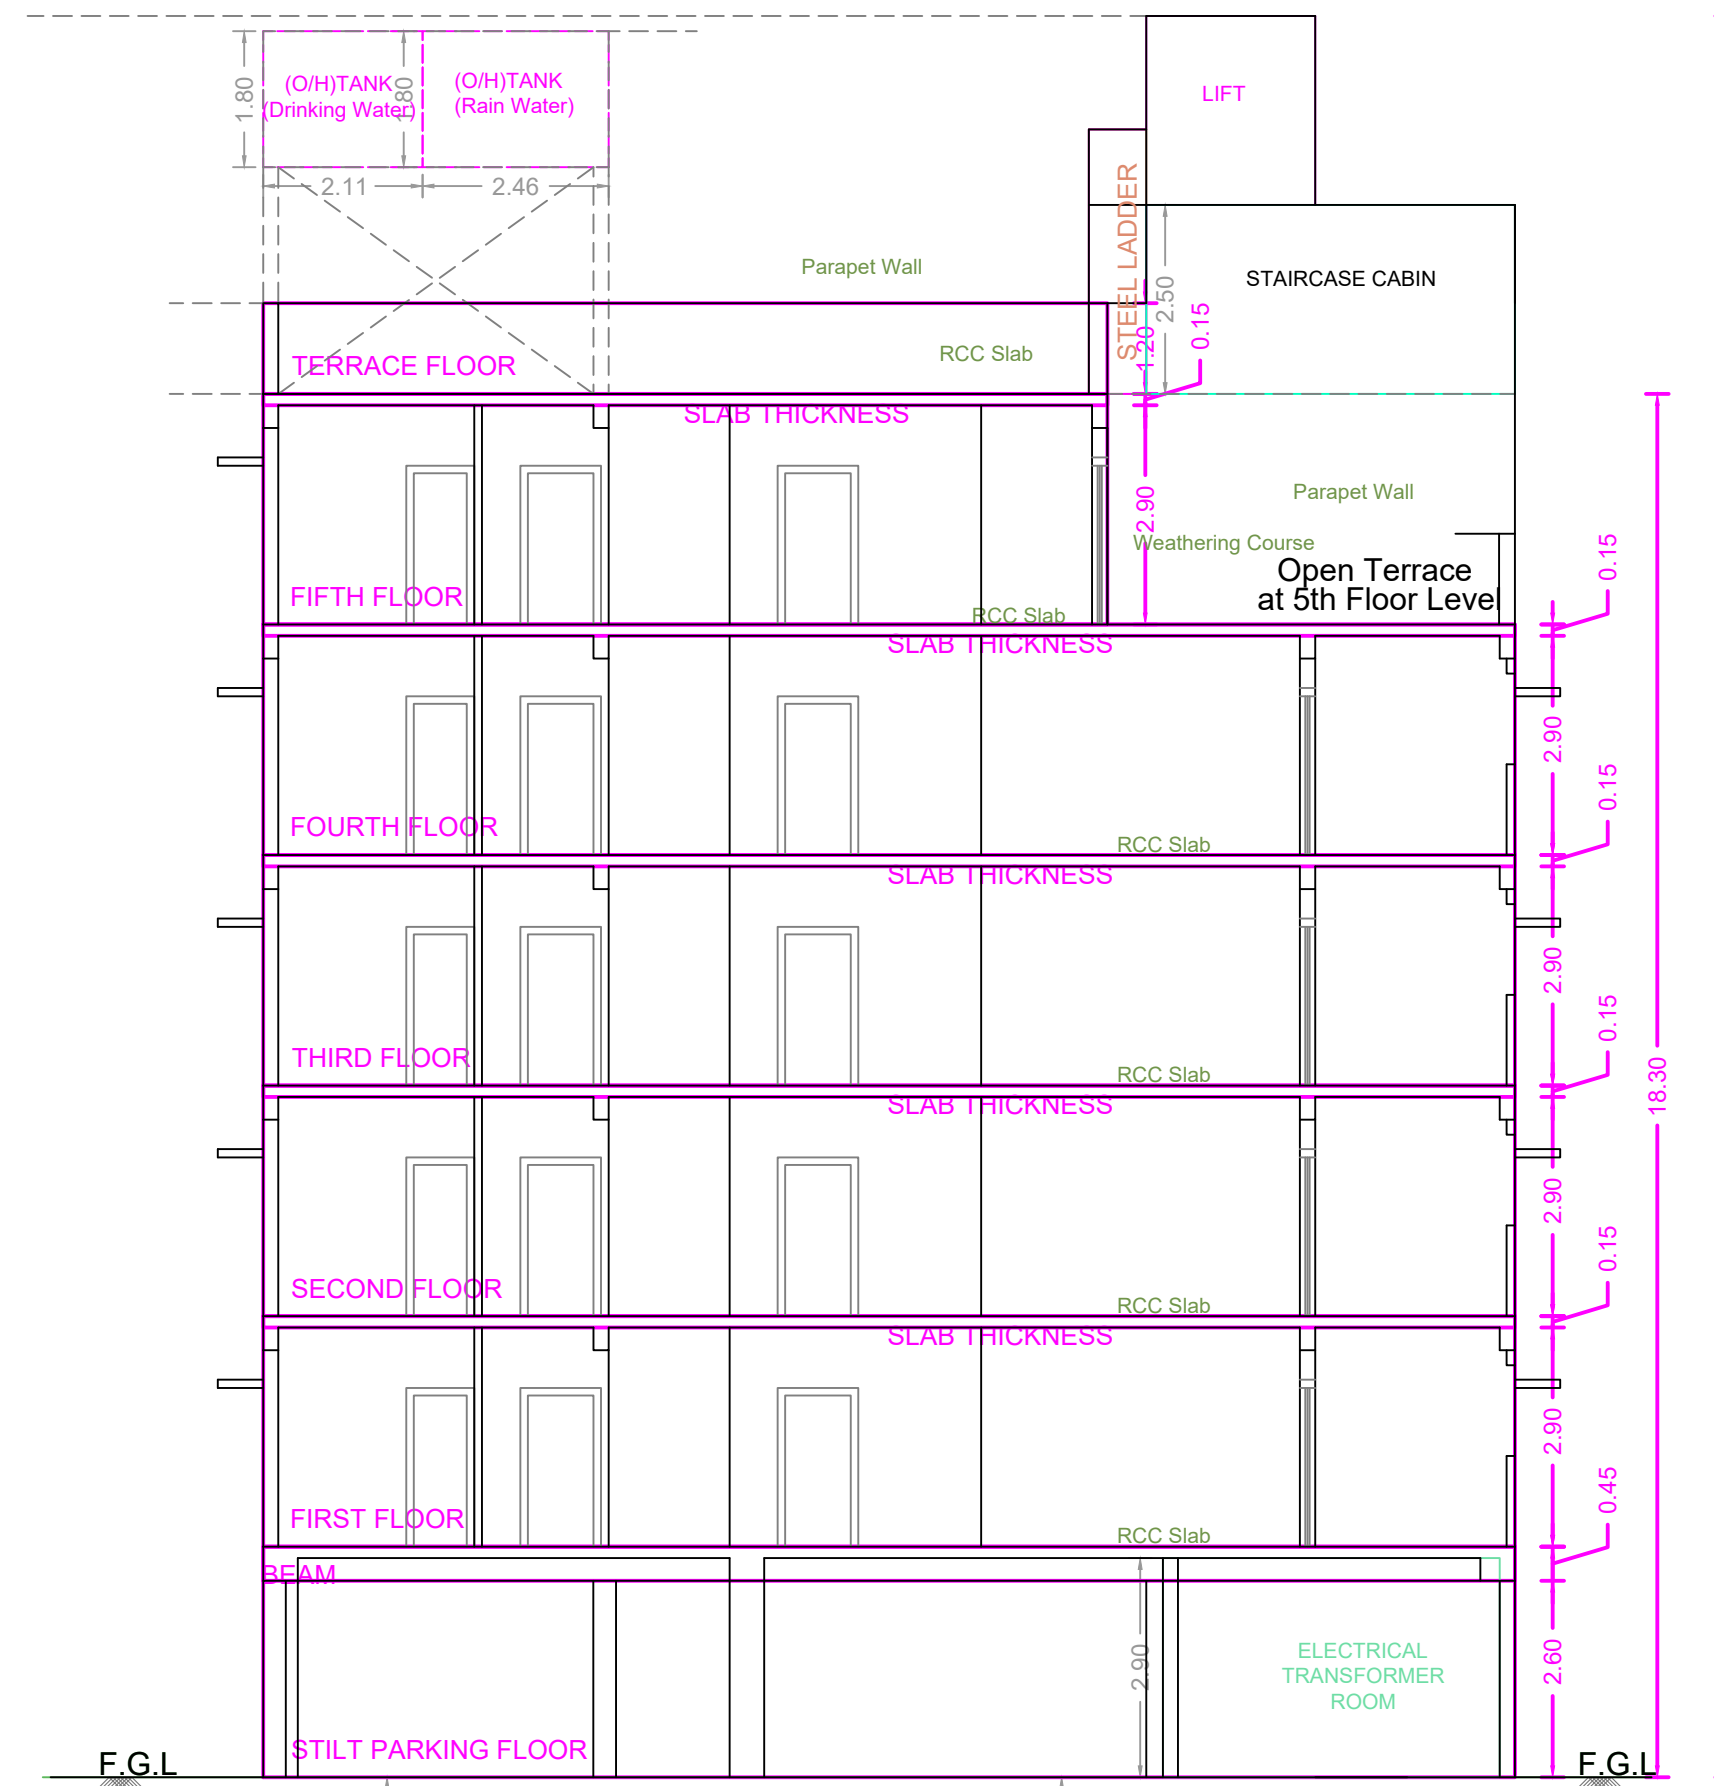 (O/H)TANK
(Drinking Water)
(O/H)TANK
(Rain Water)
1.80
1.80
2.11
2.46
LIFT
STEEL LADDER
Parapet Wall
STAIRCASE CABIN
2.50
1.20
0.15
TERRACE FLOOR
RCC Slab
SLAB THICKNESS
2.90
Parapet Wall
Weathering Course
Open Terrace
at 5th Floor Level
0.15
FIFTH FLOOR
RCC Slab
SLAB THICKNESS
2.90
0.15
FOURTH FLOOR
RCC Slab
SLAB THICKNESS
2.90
0.15
THIRD FLOOR
RCC Slab
SLAB THICKNESS
18.30
2.90
0.15
SECOND FLOOR
RCC Slab
SLAB THICKNESS
2.90
0.45
FIRST FLOOR
RCC Slab
BEAM
2.90
ELECTRICAL
TRANSFORMER
ROOM
2.60
STILT PARKING FLOOR
F.G.L
F.G.L